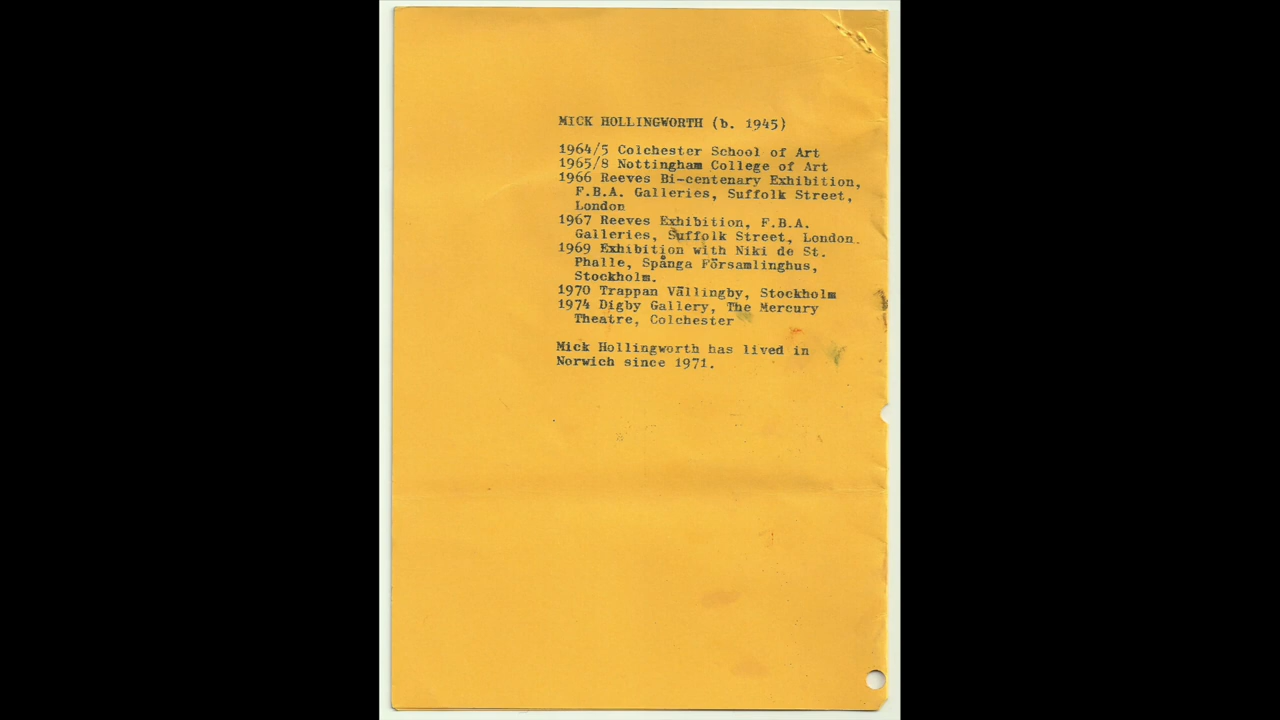 MICK HOLLINGWORTH (b. 1945)
1964/5 Colchester School of Art
1965/8 Nottingham College of Art
1966 Reeves Bi-centenary Exhibition,
F.B.A. Galleries, Suffolk Street,
London
1967 Reeves Exhibition, F.B.A.
Galleries, Suffolk Street, London.
1969 Exhibition with Niki de St.
Phalle, Spånga Församlinghus,
Stockholm.
1970 Trappan Vällingby, Stockholm
1974 Digby Gallery, The Mercury
Theatre, Colchester
Mick Hollingworth has lived in
Norwich since 1971.